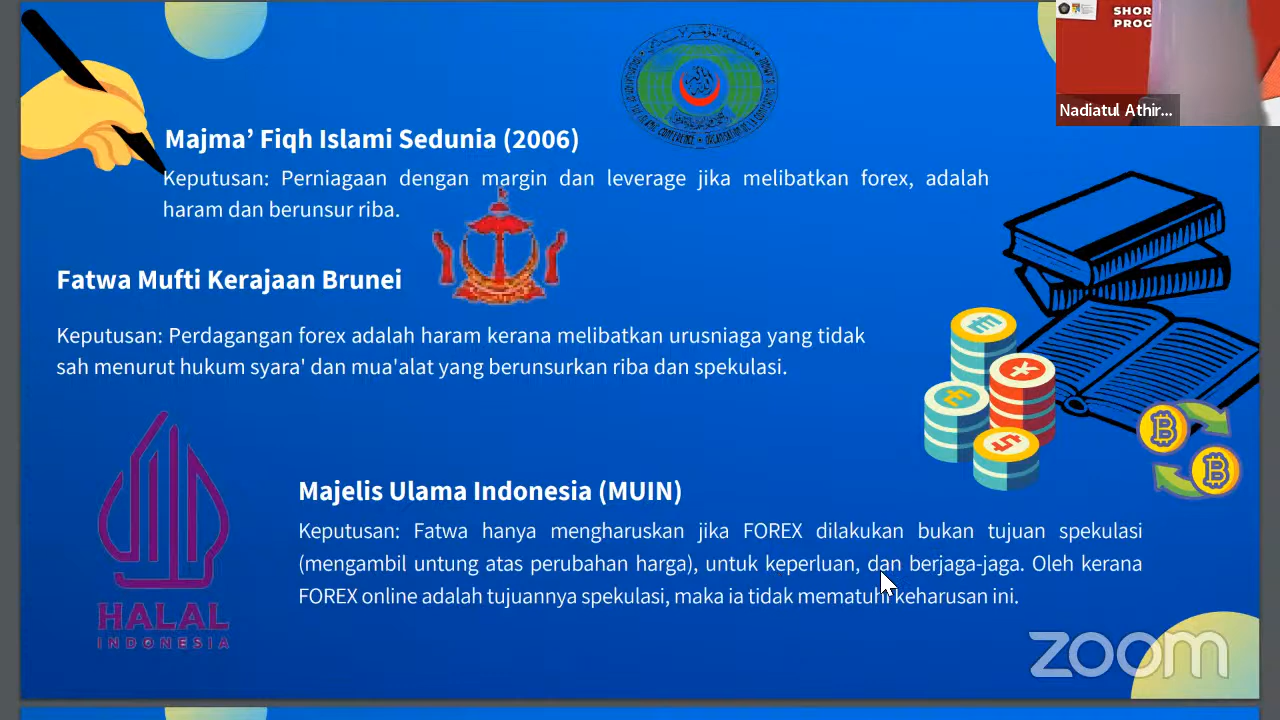 SHOR
PROG
Nadiatul Athir...
Majma’ Fiqh Islami Sedunia (2006)
Keputusan: Perniagaan dengan margin dan leverage jika melibatkan forex, adalah
haram dan berunsur riba.
Fatwa Mufti Kerajaan Brunei
Keputusan: Perdagangan forex adalah haram kerana melibatkan urusniaga yang tidak
sah menurut hukum syara' dan mua'alat yang berunsurkan riba dan spekulasi.
Majelis Ulama Indonesia (MUIN)
Keputusan: Fatwa hanya mengharuskan jika FOREX dilakukan bukan tujuan spekulasi
(mengambil untung atas perubahan harga), untuk keperluan, dan berjaga-jaga. Oleh kerana
FOREX online adalah tujuannya spekulasi, maka ia tidak mematuhi keharusan ini.
HALAL
INDONESIA
zoom